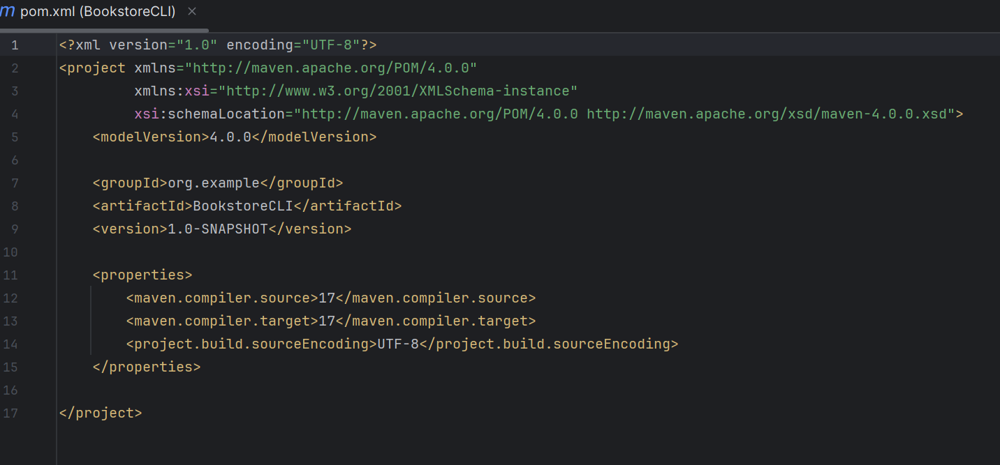 m pom.xml (BookstoreCLI) ×
1 <?xml version="1.0" encoding="UTF-8"?>
2 <project xmlns="http://maven.apache.org/POM/4.0.0"
3          xmlns:xsi="http://www.w3.org/2001/XMLSchema-instance"
4          xsi:schemaLocation="http://maven.apache.org/POM/4.0.0 http://maven.apache.org/xsd/maven-4.0.0.xsd">
5     <modelVersion>4.0.0</modelVersion>
6
7     <groupId>org.example</groupId>
8     <artifactId>BookstoreCLI</artifactId>
9     <version>1.0-SNAPSHOT</version>
10
11     <properties>
12         <maven.compiler.source>17</maven.compiler.source>
13         <maven.compiler.target>17</maven.compiler.target>
14         <project.build.sourceEncoding>UTF-8</project.build.sourceEncoding>
15     </properties>
16
17 </project>